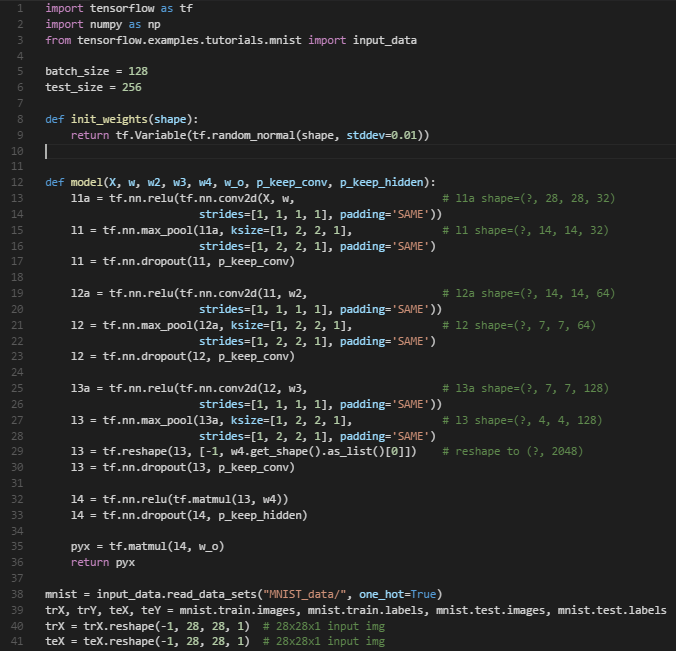 1 import tensorflow as tf
2 import numpy as np
3 from tensorflow.examples.tutorials.mnist import input_data
4
5 batch_size = 128
6 test_size = 256
7
8 def init_weights(shape):
9     return tf.Variable(tf.random_normal(shape, stddev=0.01))
10
11
12 def model(X, w, w2, w3, w4, w_o, p_keep_conv, p_keep_hidden):
13     l1a = tf.nn.relu(tf.nn.conv2d(X, w,                       # l1a shape=(?, 28, 28, 32)
14                         strides=[1, 1, 1, 1], padding='SAME'))
15     l1 = tf.nn.max_pool(l1a, ksize=[1, 2, 2, 1],              # l1 shape=(?, 14, 14, 32)
16                         strides=[1, 2, 2, 1], padding='SAME')
17     l1 = tf.nn.dropout(l1, p_keep_conv)
18
19     l2a = tf.nn.relu(tf.nn.conv2d(l1, w2,                     # l2a shape=(?, 14, 14, 64)
20                         strides=[1, 1, 1, 1], padding='SAME'))
21     l2 = tf.nn.max_pool(l2a, ksize=[1, 2, 2, 1],              # l2 shape=(?, 7, 7, 64)
22                         strides=[1, 2, 2, 1], padding='SAME')
23     l2 = tf.nn.dropout(l2, p_keep_conv)
24
25     l3a = tf.nn.relu(tf.nn.conv2d(l2, w3,                     # l3a shape=(?, 7, 7, 128)
26                         strides=[1, 1, 1, 1], padding='SAME'))
27     l3 = tf.nn.max_pool(l3a, ksize=[1, 2, 2, 1],              # l3 shape=(?, 4, 4, 128)
28                         strides=[1, 2, 2, 1], padding='SAME')
29     l3 = tf.reshape(l3, [-1, w4.get_shape().as_list()[0]])    # reshape to (?, 2048)
30     l3 = tf.nn.dropout(l3, p_keep_conv)
31
32     l4 = tf.nn.relu(tf.matmul(l3, w4))
33     l4 = tf.nn.dropout(l4, p_keep_hidden)
34
35     pyx = tf.matmul(l4, w_o)
36     return pyx
37
38 mnist = input_data.read_data_sets("MNIST_data/", one_hot=True)
39 trX, trY, teX, teY = mnist.train.images, mnist.train.labels, mnist.test.images, mnist.test.labels
40 trX = trX.reshape(-1, 28, 28, 1)  # 28x28x1 input img
41 teX = teX.reshape(-1, 28, 28, 1)  # 28x28x1 input img